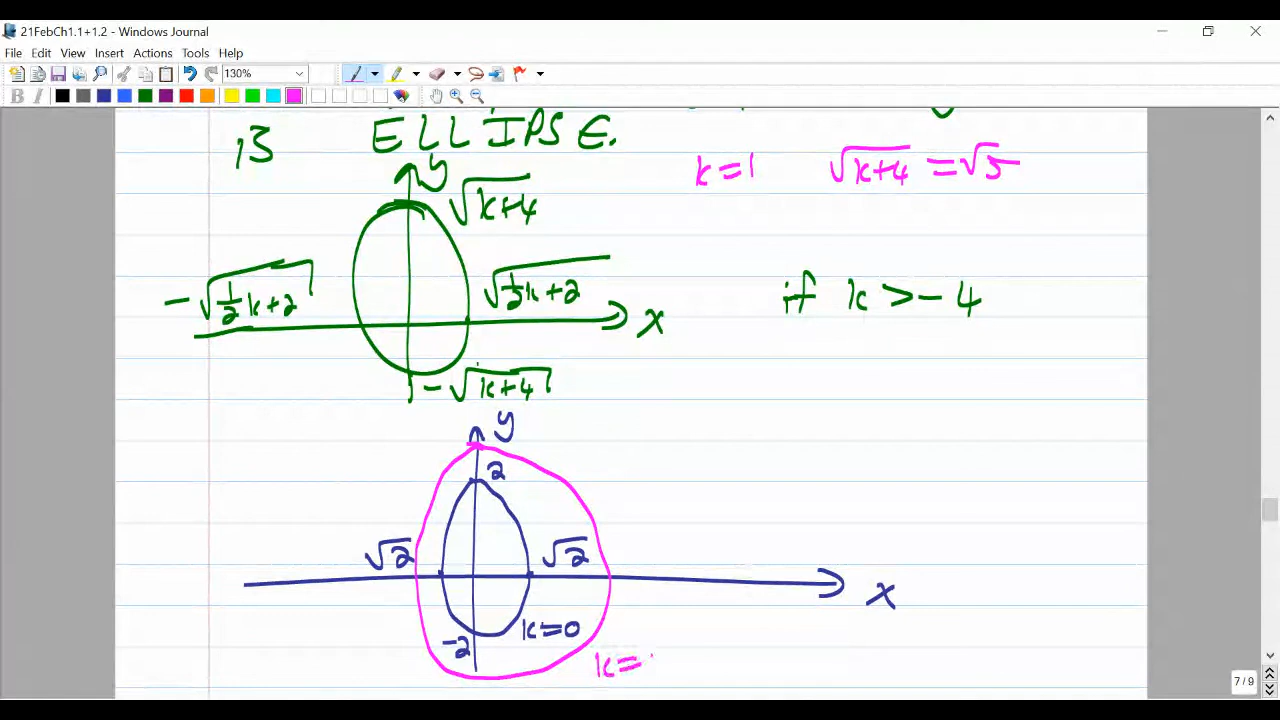 21FebCh1.1+1.2 - Windows Journal
File Edit View Insert Actions Tools Help
130%
B I
is ELLIPSE.
k=1 √k+4 = √5
y
√k+4
-√½k+2 √½k+2
x
if k > -4
-√k+4
y
2
√2 √2
x
-2
k=0
k=
7 / 9